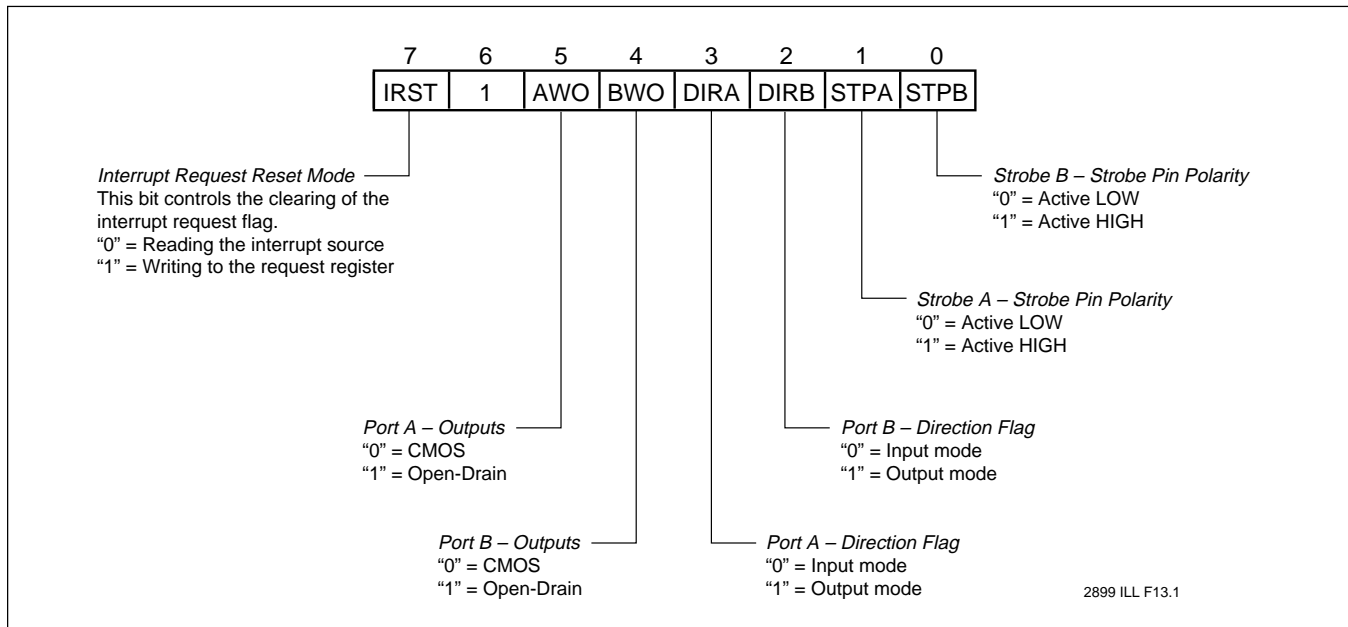 7 6 5 4 3 2 1 0
IRST 1 AWO BWO DIRA DIRB STPA STPB
Interrupt Request Reset Mode
This bit controls the clearing of the
interrupt request flag.
“0” = Reading the interrupt source
“1” = Writing to the request register
Strobe B – Strobe Pin Polarity
“0” = Active LOW
“1” = Active HIGH
Strobe A – Strobe Pin Polarity
“0” = Active LOW
“1” = Active HIGH
Port A – Outputs
“0” = CMOS
“1” = Open-Drain
Port B – Direction Flag
“0” = Input mode
“1” = Output mode
Port B – Outputs
“0” = CMOS
“1” = Open-Drain
Port A – Direction Flag
“0” = Input mode
“1” = Output mode
2899 ILL F13.1